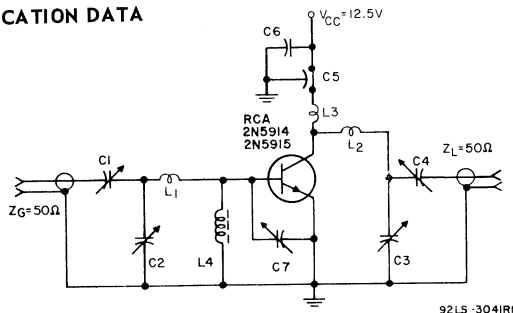 CATION DATA
VCC=12.5V
C6
C5
RCA
2N5914
2N5915
L3
L2
C1
C4
ZL=50Ω
L1
ZG=50Ω
C2
L4
C7
C3
92LS-3041R1